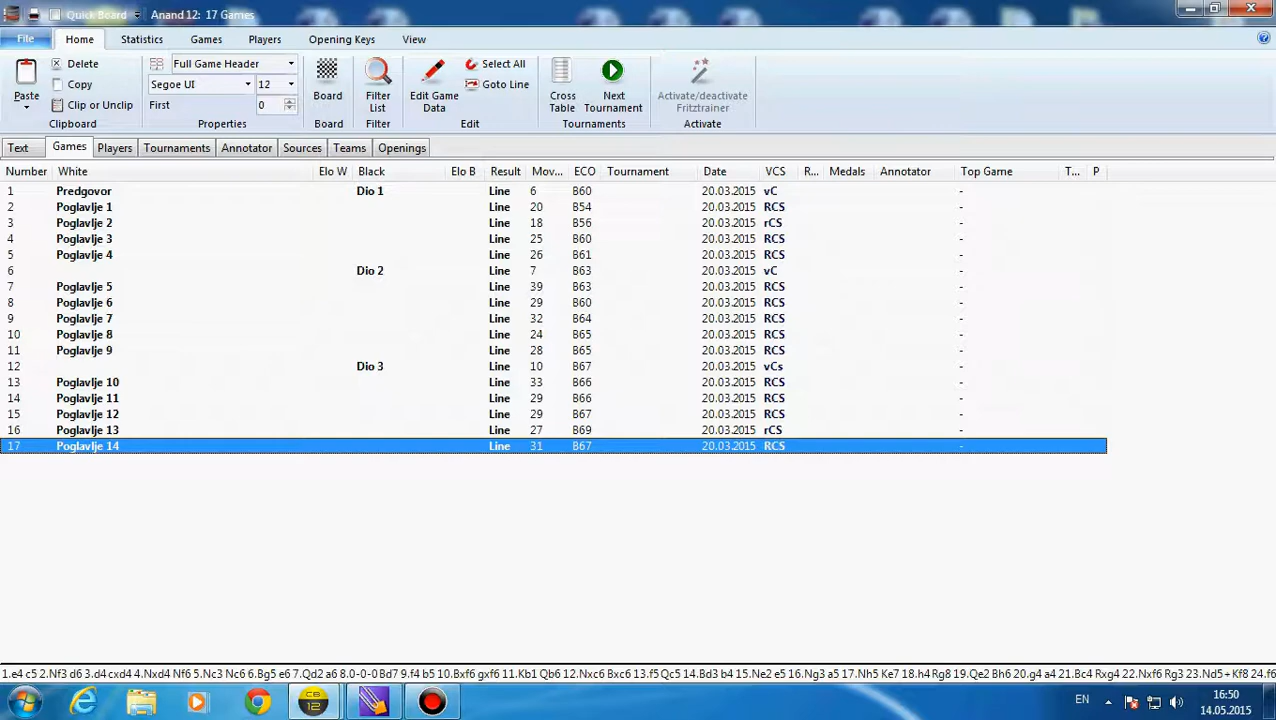 Quick Board Anand 12: 17 Games
File Home Statistics Games Players Opening Keys View
Paste Delete Copy Clip or Unclip Clipboard
Full Game Header Segoe UI 12 First 0 Properties
Board Board
Filter List Filter
Edit Game Data Select All Goto Line Edit
Cross Table Next Tournament Tournaments
Activate/deactivate Fritztrainer Activate
Text Games Players Tournaments Annotator Sources Teams Openings
Number White Elo W Black Elo B Result Mov... ECO Tournament Date VCS R... Medals Annotator Top Game T... P
1 Predgovor Dio 1 Line 6 B60 20.03.2015 vC -
2 Poglavlje 1 Line 20 B54 20.03.2015 RCS -
3 Poglavlje 2 Line 18 B56 20.03.2015 rCS -
4 Poglavlje 3 Line 25 B60 20.03.2015 RCS -
5 Poglavlje 4 Line 26 B61 20.03.2015 RCS -
6 Dio 2 Line 7 B63 20.03.2015 vC -
7 Poglavlje 5 Line 39 B63 20.03.2015 RCS -
8 Poglavlje 6 Line 29 B60 20.03.2015 RCS -
9 Poglavlje 7 Line 32 B64 20.03.2015 RCS -
10 Poglavlje 8 Line 24 B65 20.03.2015 RCS -
11 Poglavlje 9 Line 28 B65 20.03.2015 RCS -
12 Dio 3 Line 10 B67 20.03.2015 vCs -
13 Poglavlje 10 Line 33 B66 20.03.2015 RCS -
14 Poglavlje 11 Line 29 B66 20.03.2015 RCS -
15 Poglavlje 12 Line 29 B67 20.03.2015 RCS -
16 Poglavlje 13 Line 27 B69 20.03.2015 rCS -
17 Poglavlje 14 Line 31 B67 20.03.2015 RCS -
1.e4 c5 2.Nf3 d6 3.d4 cxd4 4.Nxd4 Nf6 5.Nc3 Nc6 6.Bg5 e6 7.Qd2 a6 8.0-0-0 Bd7 9.f4 b5 10.Bxf6 gxf6 11.Kb1 Qb6 12.Nxc6 Bxc6 13.f5 Qc5 14.Bd3 b4 15.Ne2 e5 16.Ng3 a5 17.Nh5 Ke7 18.h4 Rg8 19.Qe2 Bh6 20.g4 a4 21.Bc4 Rxg4 22.Nxf6 Rg3 23.Nd5+ Kf8 24.f6
CB 12 EN 16:50
14.05.2015